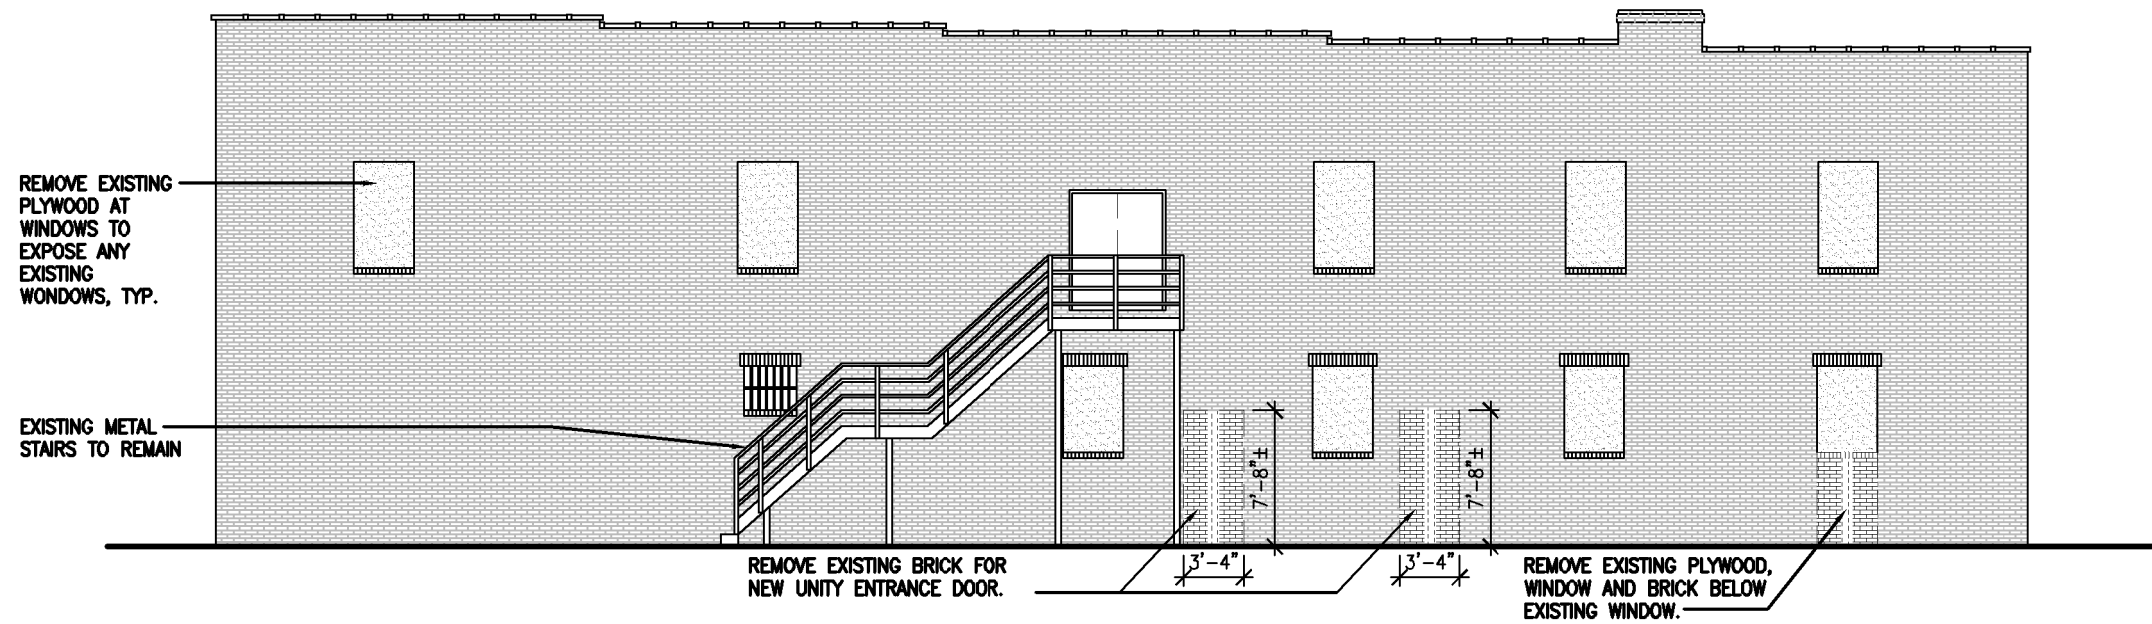 REMOVE EXISTING
PLYWOOD AT
WINDOWS TO
EXPOSE ANY
EXISTING
WONDOWS, TYP.
EXISTING METAL
STAIRS TO REMAIN
7'-8"±
7'-8"±
3'-4"
3'-4"
REMOVE EXISTING BRICK FOR
NEW UNITY ENTRANCE DOOR.
REMOVE EXISTING PLYWOOD,
WINDOW AND BRICK BELOW
EXISTING WINDOW.